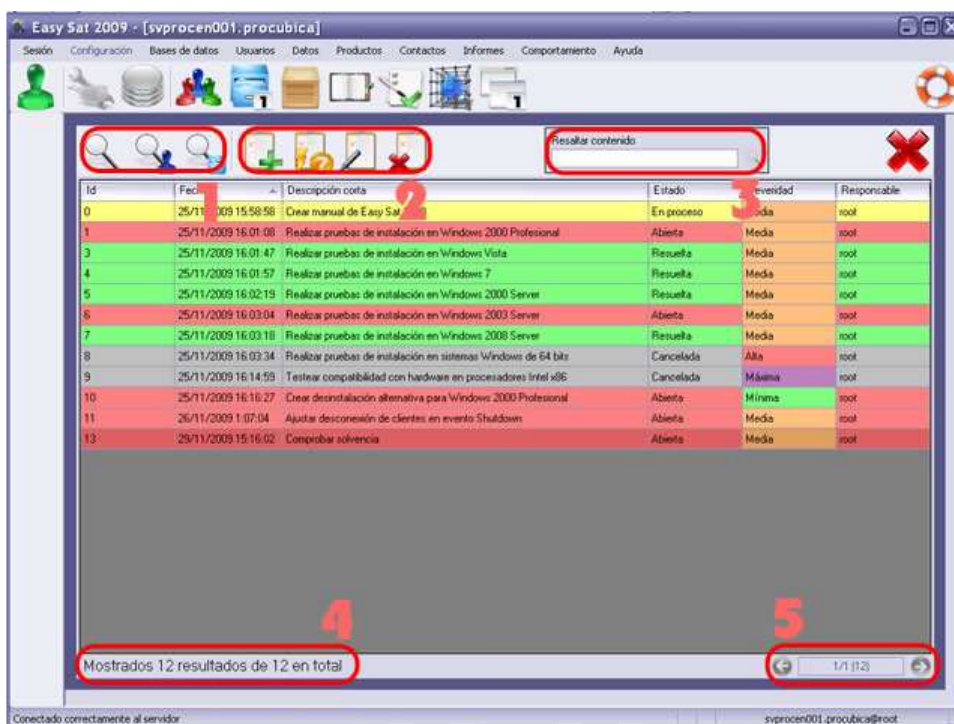 Easy Sat 2009 - [svprocen001.procubica]
Sesión Configuración Bases de datos Usuarios Datos Productos Contactos Informes Comportamiento Ayuda
1 1
Resaltar contenido
1 2 3
Id Fec Descripción corta Estado everidad Responsable
0 25/11/2009 15:58:58 Crear manual de Easy Sat En proceso Media root
1 25/11/2009 16:01:08 Realizar pruebas de instalación en Windows 2000 Profesional Abierta Media root
3 25/11/2009 16:01:47 Realizar pruebas de instalación en Windows Vista Resuelta Media root
4 25/11/2009 16:01:57 Realizar pruebas de instalación en Windows 7 Resuelta Media root
5 25/11/2009 16:02:19 Realizar pruebas de instalación en Windows 2000 Server Resuelta Media root
6 25/11/2009 16:03:04 Realizar pruebas de instalación en Windows 2003 Server Abierta Media root
7 25/11/2009 16:03:18 Realizar pruebas de instalación en Windows 2008 Server Resuelta Media root
8 25/11/2009 16:03:34 Realizar pruebas de instalación en sistemas Windows de 64 bits Cancelada Alta root
9 25/11/2009 16:14:59 Testear compatibilidad con hardware en procesadores Intel x86 Cancelada Máxima root
10 25/11/2009 16:16:27 Crear desinstalación alternativa para Windows 2000 Profesional Abierta Mínima root
11 26/11/2009 1:07:04 Ajustar desconexión de clientes en evento Shutdown Abierta Media root
13 29/11/2009 15:16:02 Comprobar solvencia Abierta Media root
4 5
Mostrados 12 resultados de 12 en total 1/1 (12)
Conectado correctamente al servidor svprocen001.procubica@root